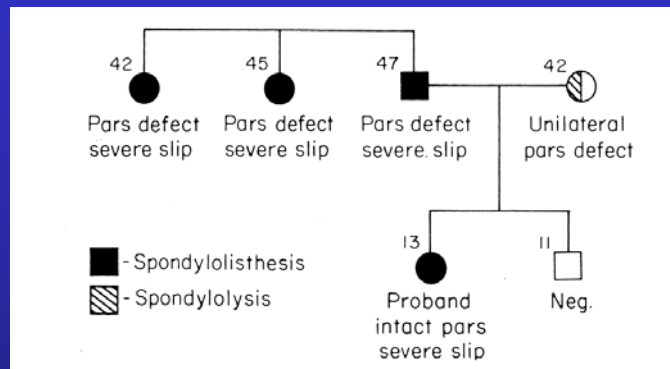 42
45
47
42
Pars defect
severe slip
Pars defect
severe slip
Pars defect
severe. slip
Unilateral
pars defect
- Spondylolisthesis
- Spondylolysis
13
11
Proband
intact pars
severe slip
Neg.